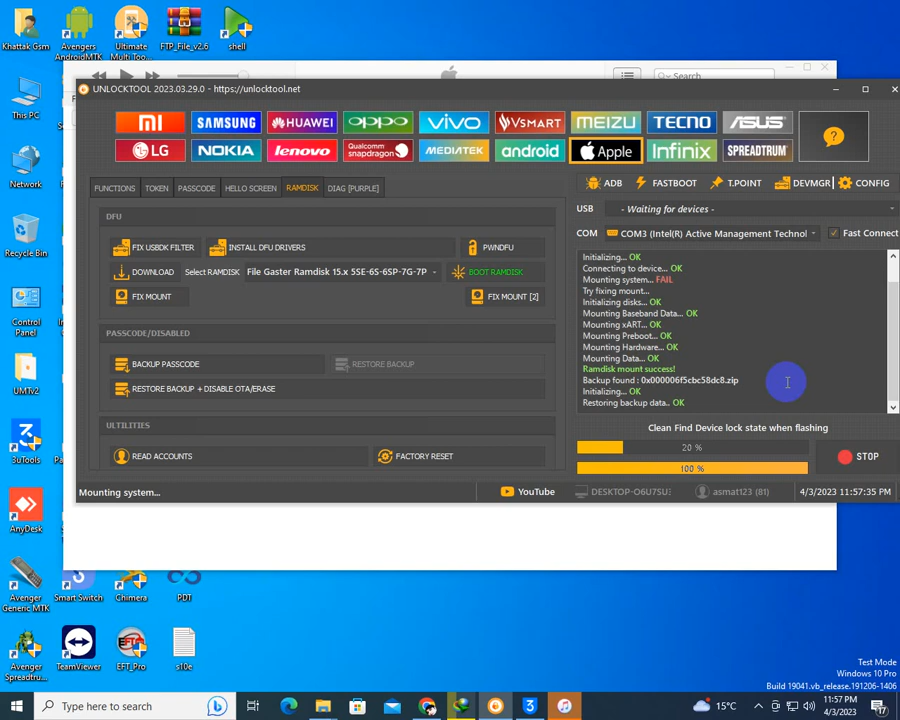 Khattak Gsm
Avengers AndroidMTK
Ultimate Multi Too...
FTP_File_v2.6
shell
This PC
Network
Recycle Bin
Control Panel
UMTv2
3uTools
AnyDesk
Avenger Generic MTK
Avenger Spreadtru...
Smart Switch
Chimera
PDT
TeamViewer
EFT_Pro
s10e
Search
UNLOCKTOOL 2023.03.29.0 - https://unlocktool.net
MI SAMSUNG HUAWEI oppo vivo VSMART MEIZU TECNO ASUS
LG NOKIA lenovo Qualcomm snapdragon MEDIATEK android Apple Infinix SPREADTRUM
?
FUNCTIONS TOKEN PASSCODE HELLO SCREEN RAMDISK DIAG [PURPLE]
ADB FASTBOOT T.POINT DEVMGR CONFIG
DFU
FIX USBDK FILTER INSTALL DFU DRIVERS PWNDFU
DOWNLOAD Select RAMDISK File Gaster Ramdisk 15.x 5SE-6S-6SP-7G-7P BOOT RAMDISK
FIX MOUNT FIX MOUNT [2]
PASSCODE/DISABLED
BACKUP PASSCODE RESTORE BACKUP
RESTORE BACKUP + DISABLE OTA/ERASE
ULTILITIES
READ ACCOUNTS FACTORY RESET
USB - Waiting for devices -
COM COM3 (Intel(R) Active Management Technol Fast Connect
Initializing... OK
Connecting to device... OK
Mounting system... FAIL
Try fixing mount...
Initializing disks... OK
Mounting Baseband Data... OK
Mounting xART... OK
Mounting Preboot... OK
Mounting Hardware... OK
Mounting Data... OK
Ramdisk mount success!
Backup found : 0x000006f5cbc58dc8.zip
Initializing... OK
Restoring backup data.. OK
Clean Find Device lock state when flashing
20 %
100 %
STOP
Mounting system... YouTube DESKTOP-O6U7SU: asmat123 (81) 4/3/2023 11:57:35 PM
Test Mode
Windows 10 Pro
Build 19041.vb_release.191206-1406
Type here to search
3
15°C
11:57 PM
4/3/2023
17